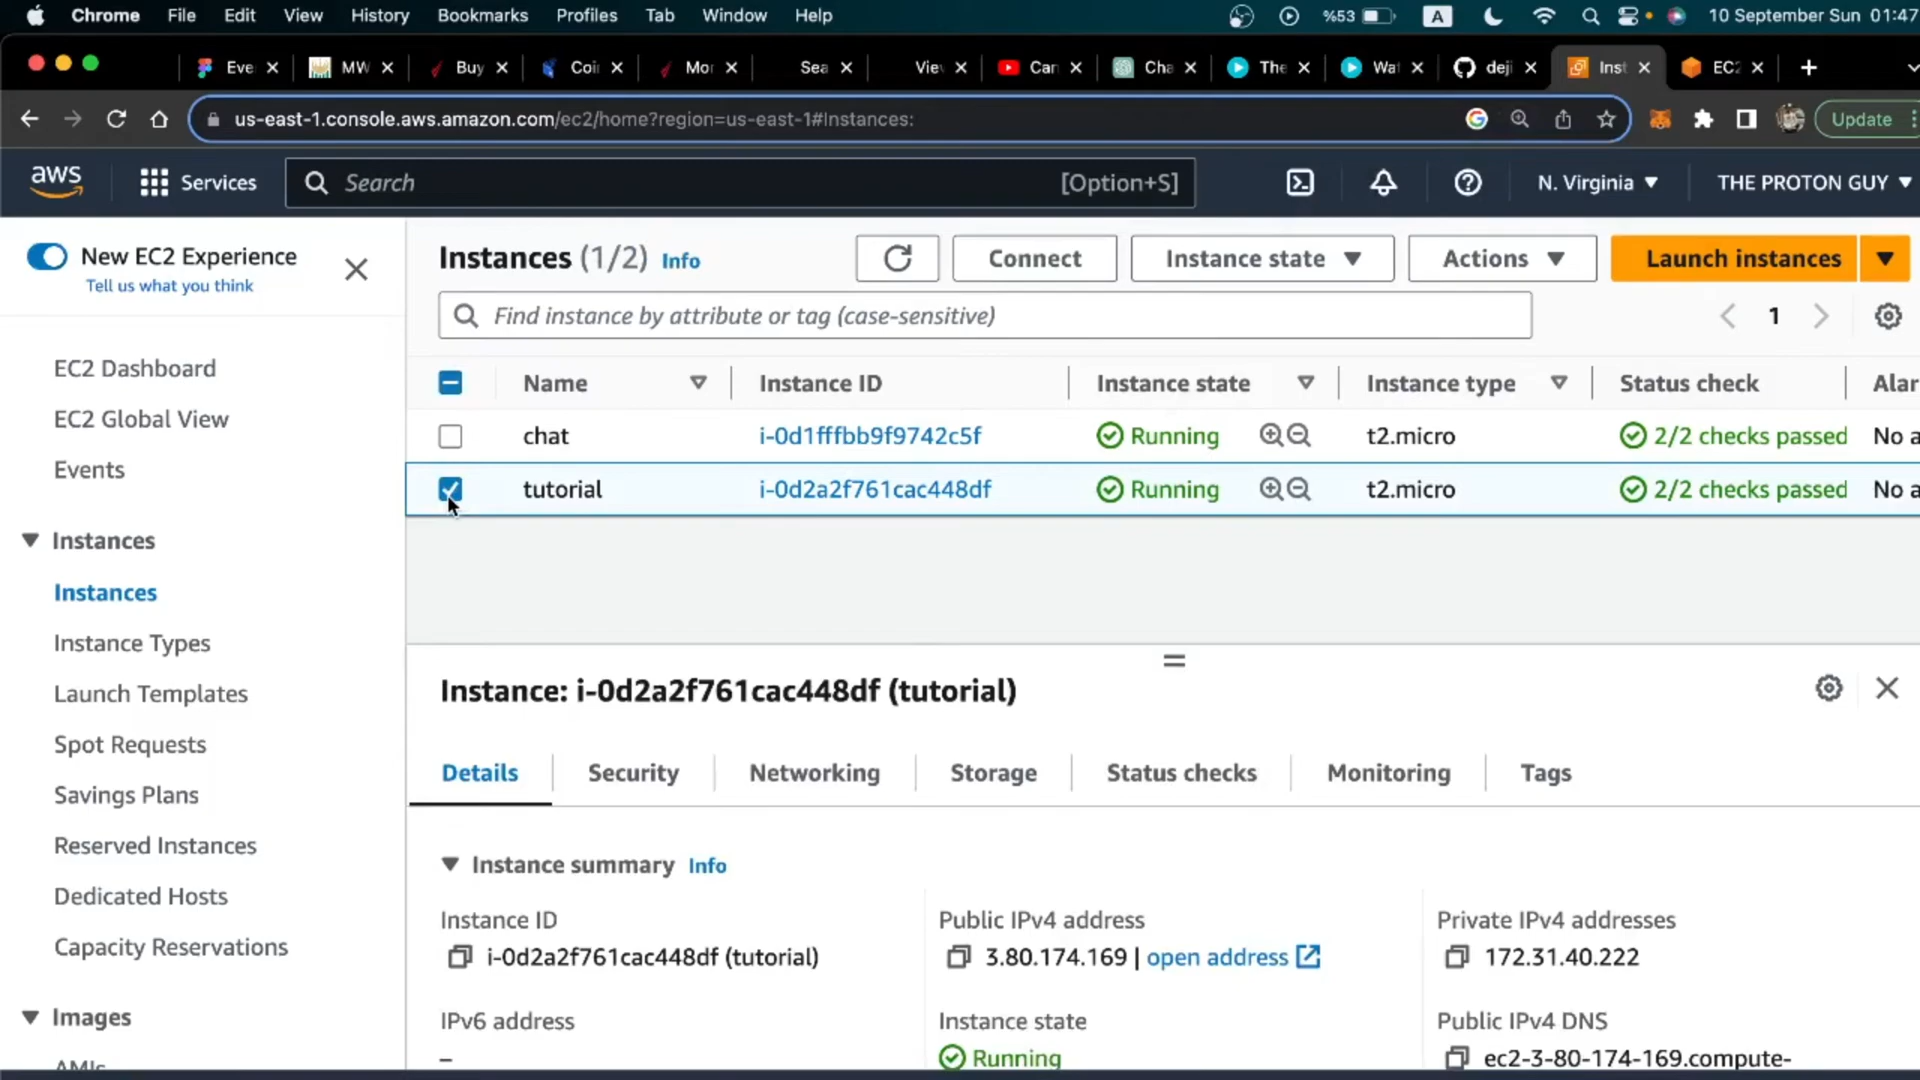 Chrome File Edit View History Bookmarks Profiles Tab Window Help %53 A 10 September Sun 01:47
Eve MW Buy Coi Mor Sea Vie Car Cha The Wa deji Inst EC2
us-east-1.console.aws.amazon.com/ec2/home?region=us-east-1#Instances: Update
aws Services Search [Option+S] N. Virginia THE PROTON GUY
New EC2 Experience
Tell us what you think
Instances (1/2) Info Connect Instance state Actions Launch instances
Find instance by attribute or tag (case-sensitive) 1
Name Instance ID Instance state Instance type Status check Alar
chat i-0d1fffbb9f9742c5f Running t2.micro 2/2 checks passed No a
tutorial i-0d2a2f761cac448df Running t2.micro 2/2 checks passed No a
EC2 Dashboard
EC2 Global View
Events
Instances
Instances
Instance Types
Launch Templates
Spot Requests
Savings Plans
Reserved Instances
Dedicated Hosts
Capacity Reservations
Images
AMIs
Instance: i-0d2a2f761cac448df (tutorial)
Details Security Networking Storage Status checks Monitoring Tags
Instance summary Info
Instance ID Public IPv4 address Private IPv4 addresses
i-0d2a2f761cac448df (tutorial) 3.80.174.169 | open address 172.31.40.222
IPv6 address Instance state Public IPv4 DNS
– Running ec2-3-80-174-169.compute-